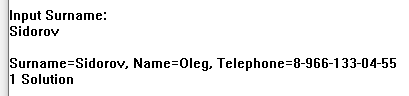 Input Surname:
Sidorov
Surname=Sidorov, Name=Oleg, Telephone=8-966-133-04-55
1 Solution